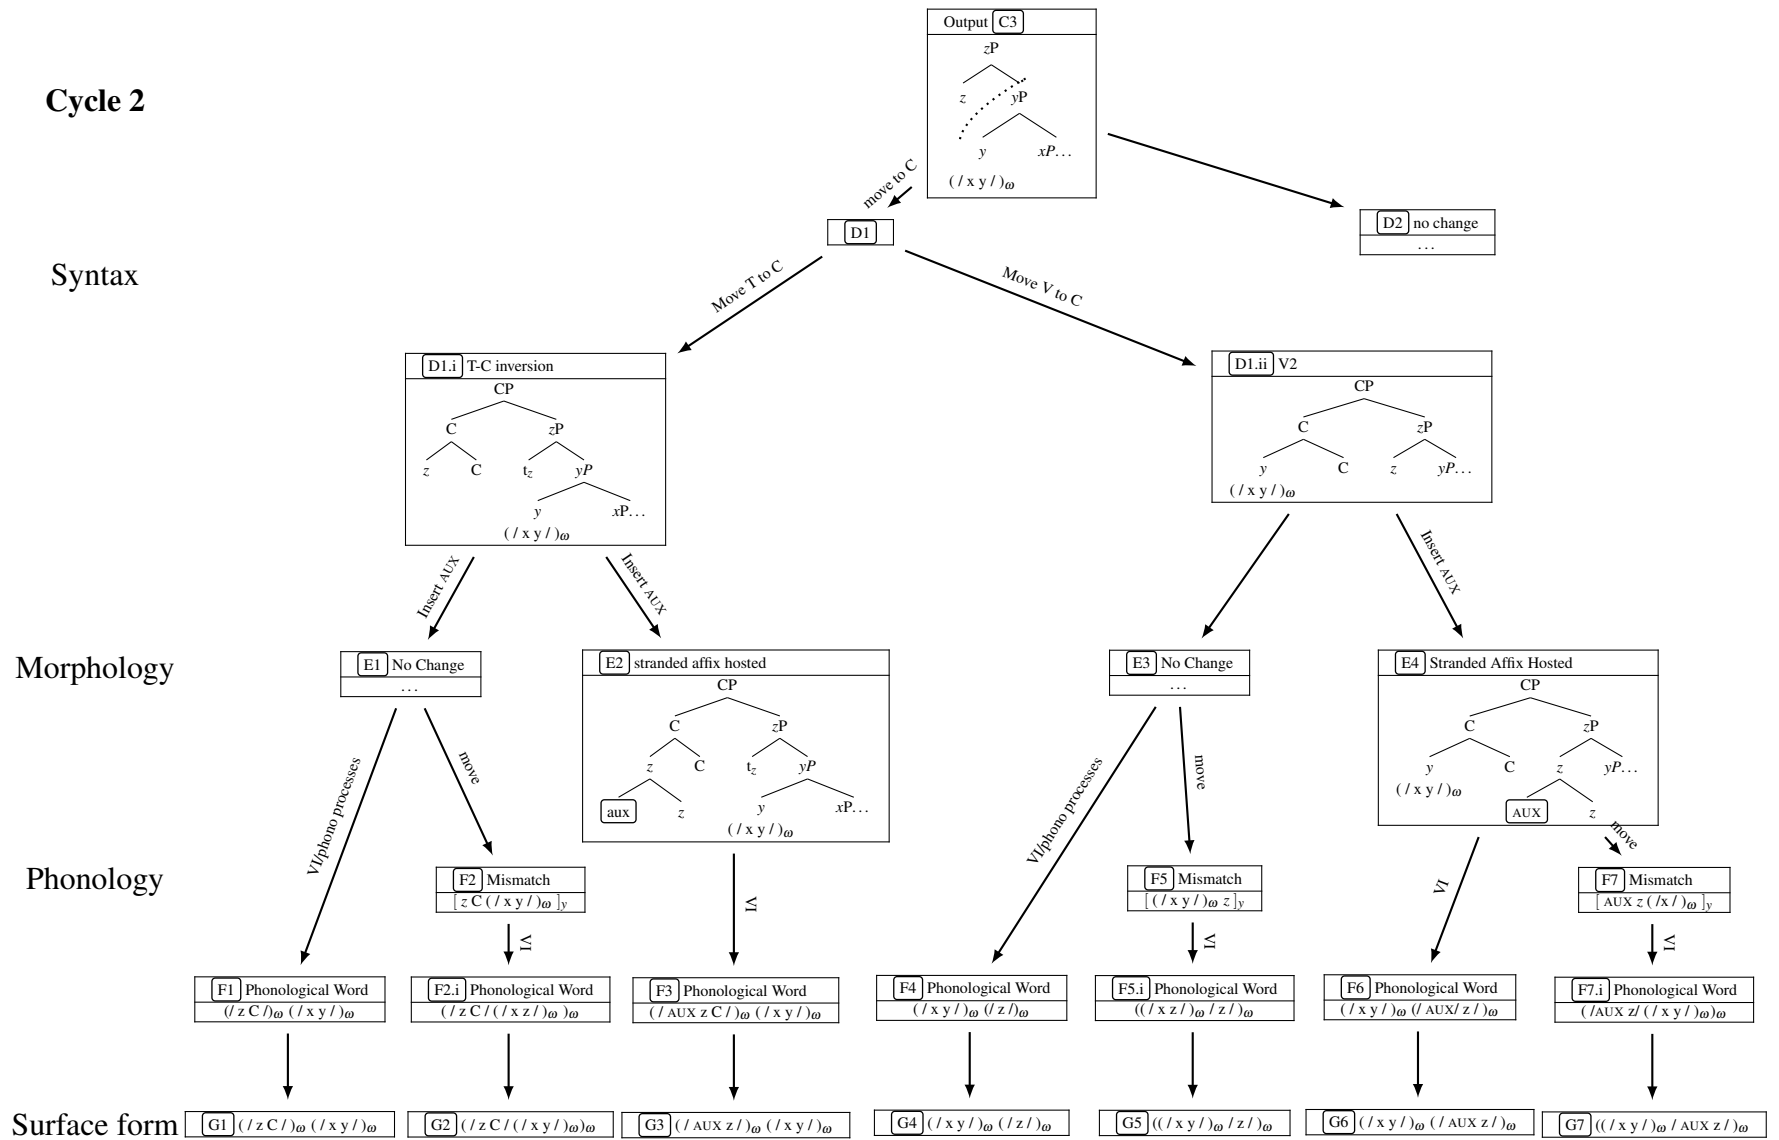 Output C3
zP
Cycle 2
z yP
y xP...
( / x y / )ω
move to C
D1
D2 no change
...
Syntax
Move T to C
Move V to C
D1.i T-C inversion
CP
C zP
z C tz yP
y xP...
( / x y / )ω
D1.ii V2
CP
C zP
y C z yP...
( / x y / )ω
Insert AUX
Insert AUX
Insert AUX
Morphology
E1 No Change
...
E2 stranded affix hosted
CP
C zP
z C tz yP
aux z y xP...
( / x y / )ω
E3 No Change
...
E4 Stranded Affix Hosted
CP
C zP
y C z yP...
( / x y / )ω
AUX z
VI/phono processes
move
VI/phono processes
move
move
Phonology
F2 Mismatch
[ z C ( / x y / )ω ]y
VI
F5 Mismatch
[ ( / x y / )ω z ]y
VI
F7 Mismatch
[ AUX z ( /x / )ω ]y
VI
VI
VI
F1 Phonological Word
(/ z C /)ω ( / x y / )ω
F2.i Phonological Word
( / z C / ( / x z / )ω )ω
F3 Phonological Word
( / AUX z C / )ω ( / x y / )ω
F4 Phonological Word
( / x y / )ω (/ z /)ω
F5.i Phonological Word
(( / x z / )ω / z / )ω
F6 Phonological Word
( / x y / )ω (/ AUX/ z / )ω
F7.i Phonological Word
( /AUX z/ ( / x y / )ω)ω
Surface form
G1 ( / z C / )ω ( / x y / )ω
G2 ( / z C / ( / x y / )ω)ω
G3 ( / AUX z/ )ω ( / x y / )ω
G4 ( / x y / )ω ( / z / )ω
G5 (( / x y / )ω / z / )ω
G6 ( / x y / )ω ( / AUX z / )ω
G7 (( / x y / )ω / AUX z / )ω